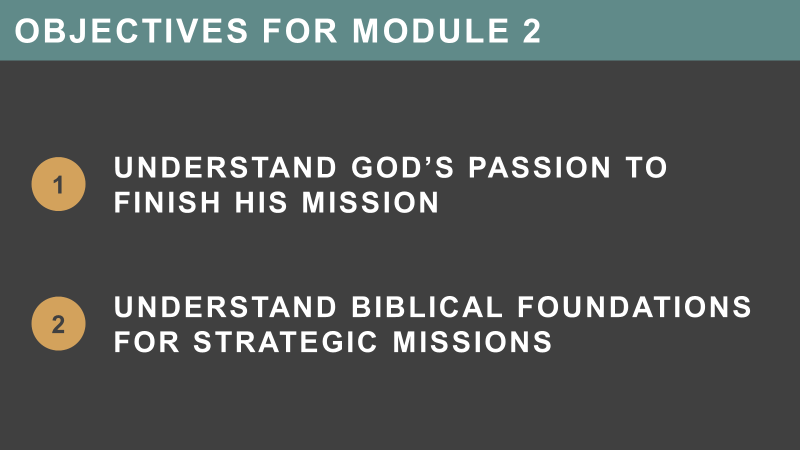 OBJECTIVES FOR MODULE 2
1
UNDERSTAND GOD’S PASSION TO
FINISH HIS MISSION
2
UNDERSTAND BIBLICAL FOUNDATIONS
FOR STRATEGIC MISSIONS